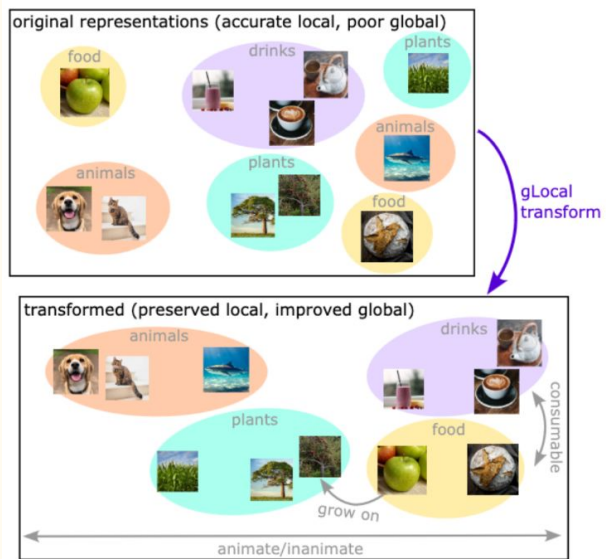 original representations (accurate local, poor global)
food
drinks
plants
animals
animals
plants
food
gLocal
transform
transformed (preserved local, improved global)
animals
drinks
plants
food
consumable
grow on
animate/inanimate